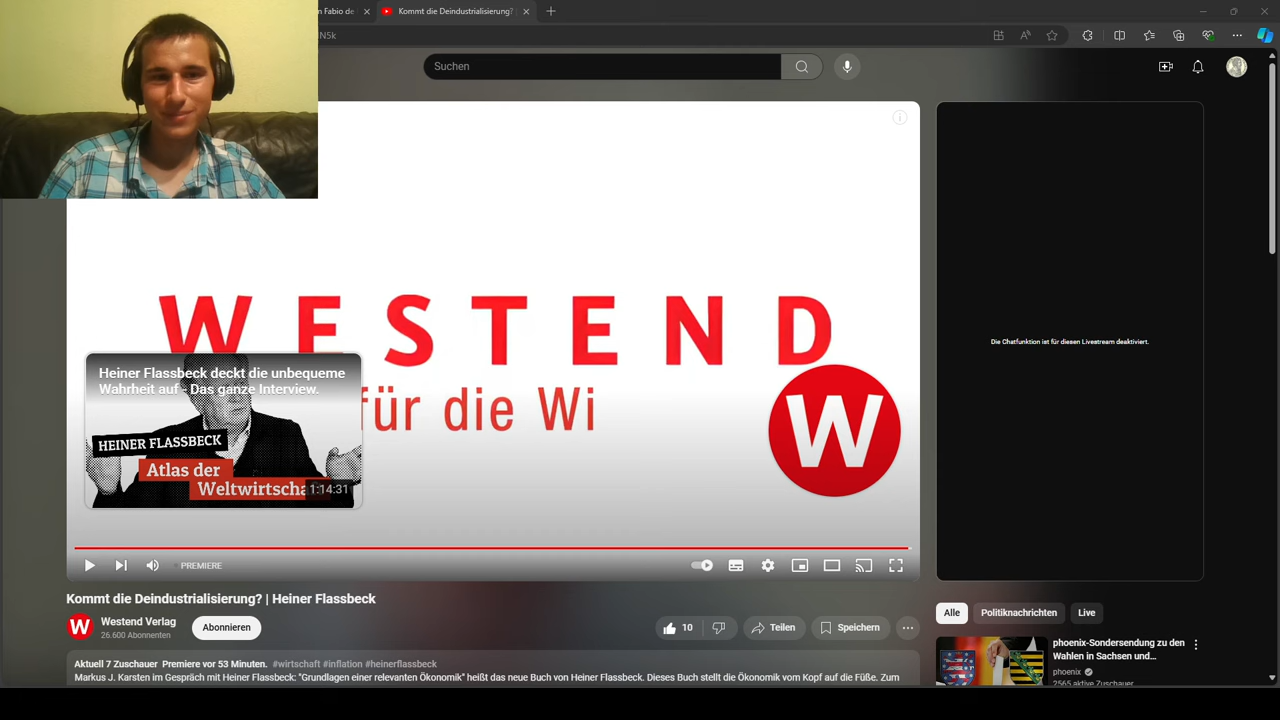 n Fabio de
Kommt die Deindustrialisierung?
N5k
Suchen
WESTEND
für die Wi
W
Heiner Flassbeck deckt die unbequeme
Wahrheit auf - Das ganze Interview.
HEINER FLASSBECK
Atlas der
Weltwirtscha
1:14:31
Die Chatfunktion ist für diesen Livestream deaktiviert.
PREMIERE
Kommt die Deindustrialisierung? | Heiner Flassbeck
W
Westend Verlag
26.600 Abonnenten
Abonnieren
10
Teilen
Speichern
Alle
Politiknachrichten
Live
Aktuell 7 Zuschauer Premiere vor 53 Minuten. #wirtschaft #inflation #heinerflassbeck
Markus J. Karsten im Gespräch mit Heiner Flassbeck: "Grundlagen einer relevanten Ökonomik" heißt das neue Buch von Heiner Flassbeck. Dieses Buch stellt die Ökonomik vom Kopf auf die Füße. Zum
phoenix-Sondersendung zu den
Wahlen in Sachsen und...
phoenix
2565 aktive Zuschauer